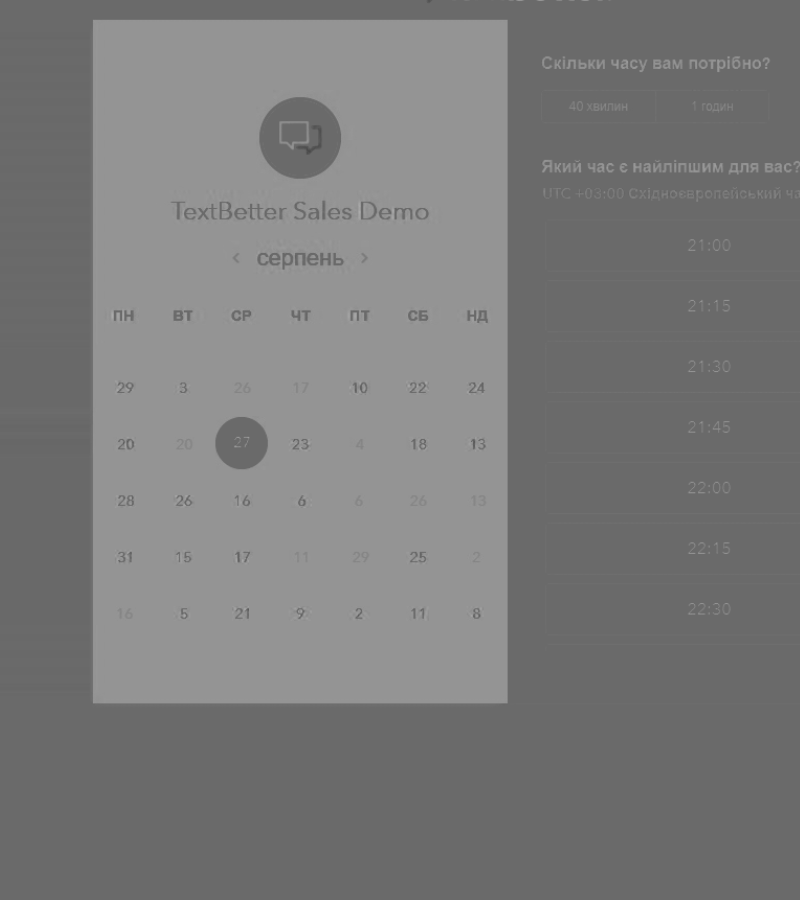 TextBetter Sales Demo
‹ серпень ›
ПН ВТ СР ЧТ ПТ СБ НД
29 3 26 17 10 22 24
20 20 27 23 4 18 13
28 26 16 6 6 26 13
31 15 17 11 29 25 2
16 5 21 9 2 11 8
Скільки часу вам потрібно?
40 хвилин 1 годин
Який час є найліпшим для вас?
UTC +03:00 Східноєвропейський
21:00
21:15
21:30
21:45
22:00
22:15
22:30